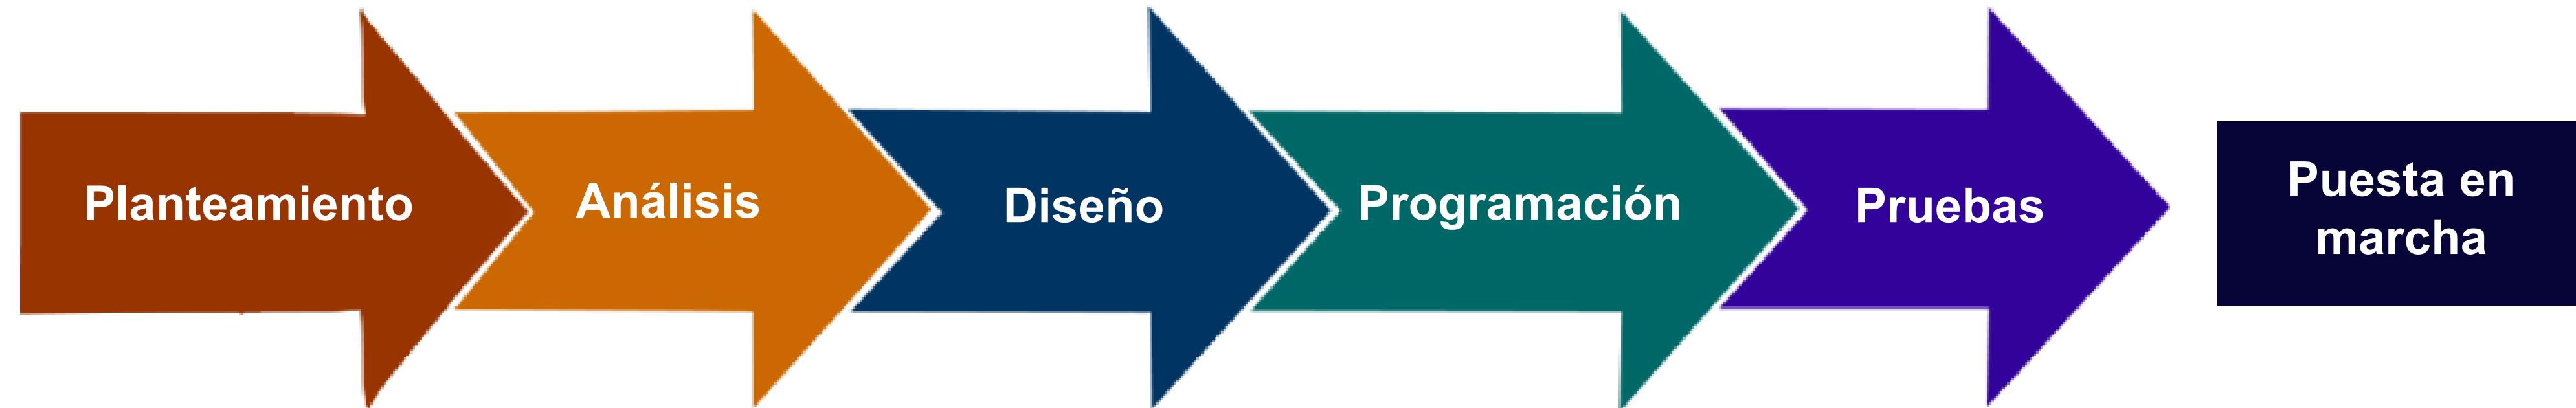 Planteamiento
Análisis
Diseño
Programación
Pruebas
Puesta en
marcha